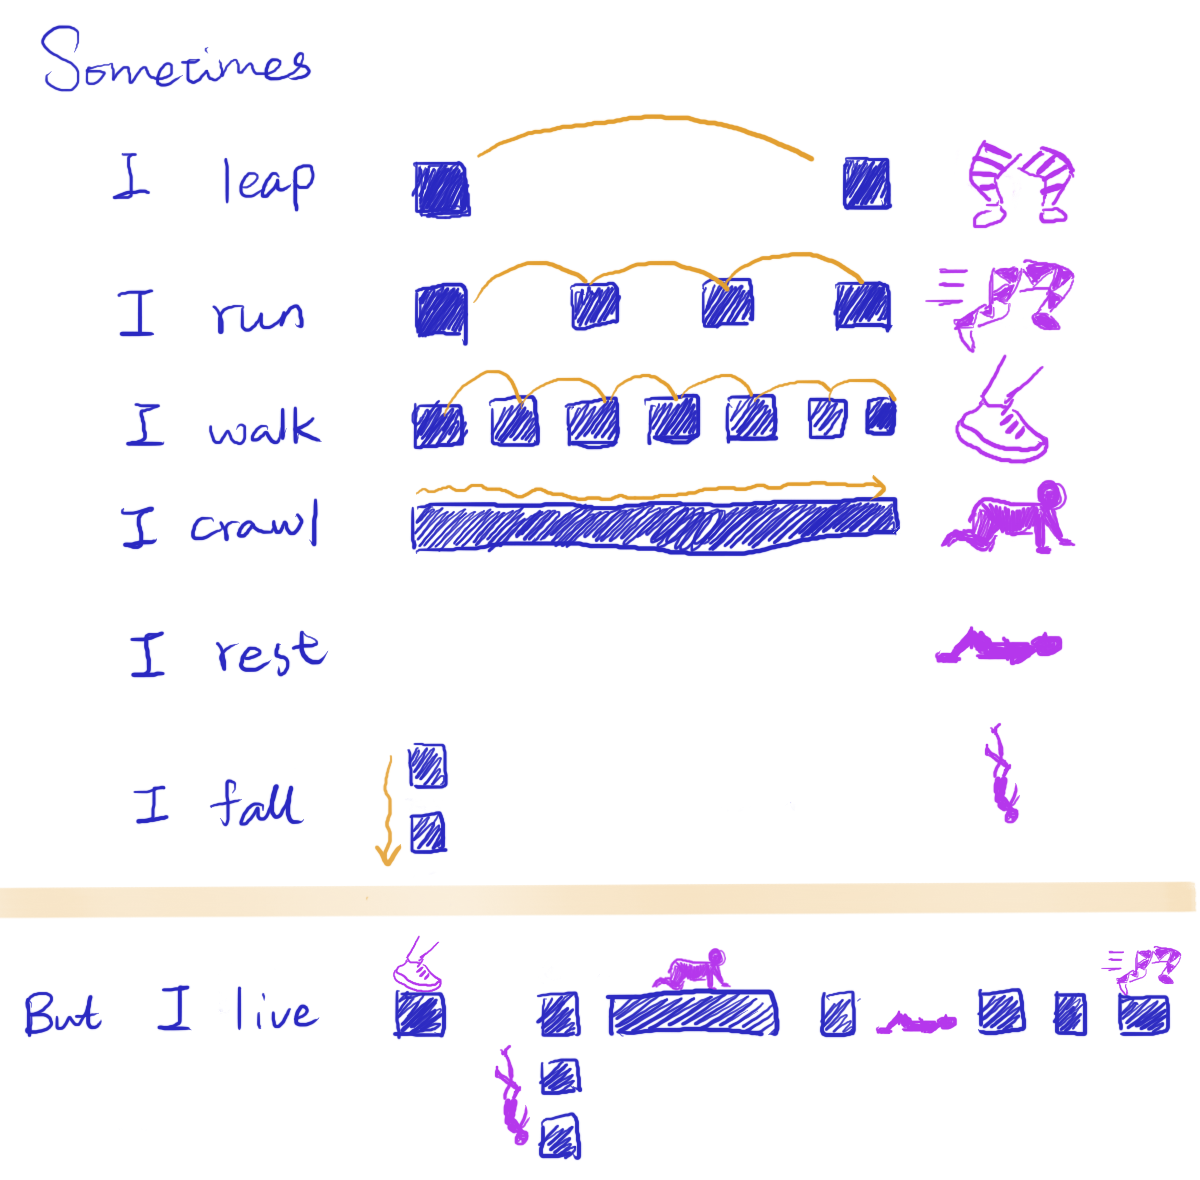 Sometimes
I leap
I run
I walk
I crawl
I rest
I fall
But I live